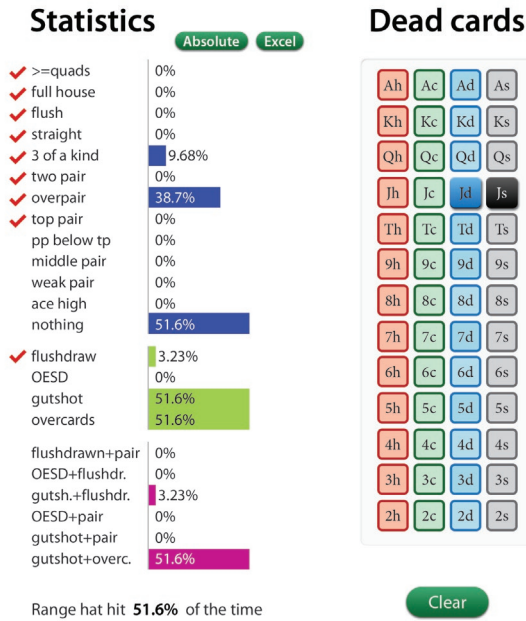 Statistics
Absolute Excel
>=quads 0%
full house 0%
flush 0%
straight 0%
3 of a kind 9.68%
two pair 0%
overpair 38.7%
top pair 0%
pp below tp 0%
middle pair 0%
weak pair 0%
ace high 0%
nothing 51.6%
flushdraw 3.23%
OESD 0%
gutshot 51.6%
overcards 51.6%
flushdrawn+pair 0%
OESD+flushdr. 0%
gutsh.+flushdr. 3.23%
OESD+pair 0%
gutshot+pair 0%
gutshot+overc. 51.6%
Range hat hit 51.6% of the time
Dead cards
Ah Ac Ad As
Kh Kc Kd Ks
Qh Qc Qd Qs
Jh Jc Jd Js
Th Tc Td Ts
9h 9c 9d 9s
8h 8c 8d 8s
7h 7c 7d 7s
6h 6c 6d 6s
5h 5c 5d 5s
4h 4c 4d 4s
3h 3c 3d 3s
2h 2c 2d 2s
Clear